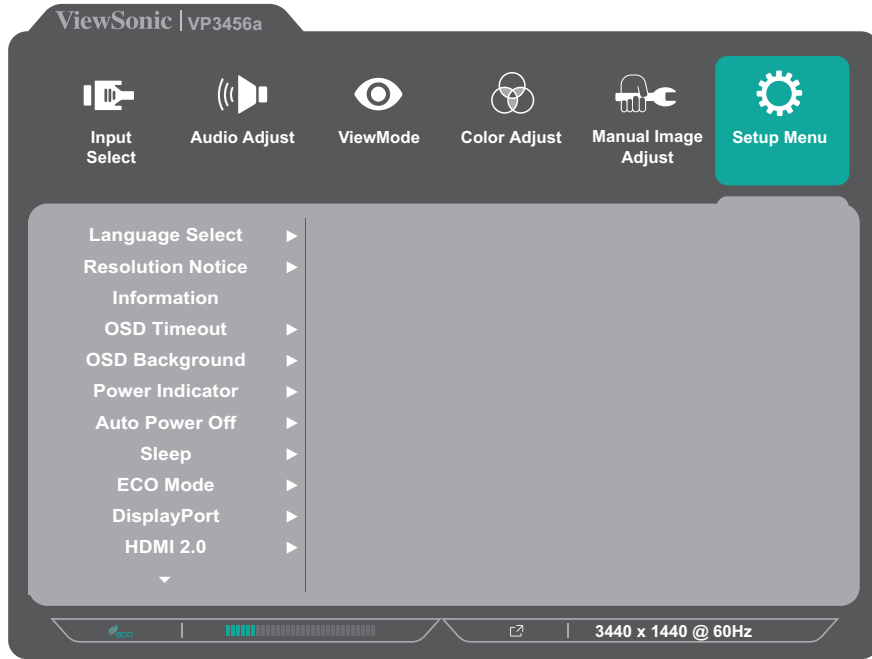 ViewSonic | VP3456a
Input
Select
Audio Adjust
ViewMode
Color Adjust
Manual Image
Adjust
Setup Menu
Language Select
Resolution Notice
Information
OSD Timeout
OSD Background
Power Indicator
Auto Power Off
Sleep
ECO Mode
DisplayPort
HDMI 2.0
eco
3440 x 1440 @ 60Hz